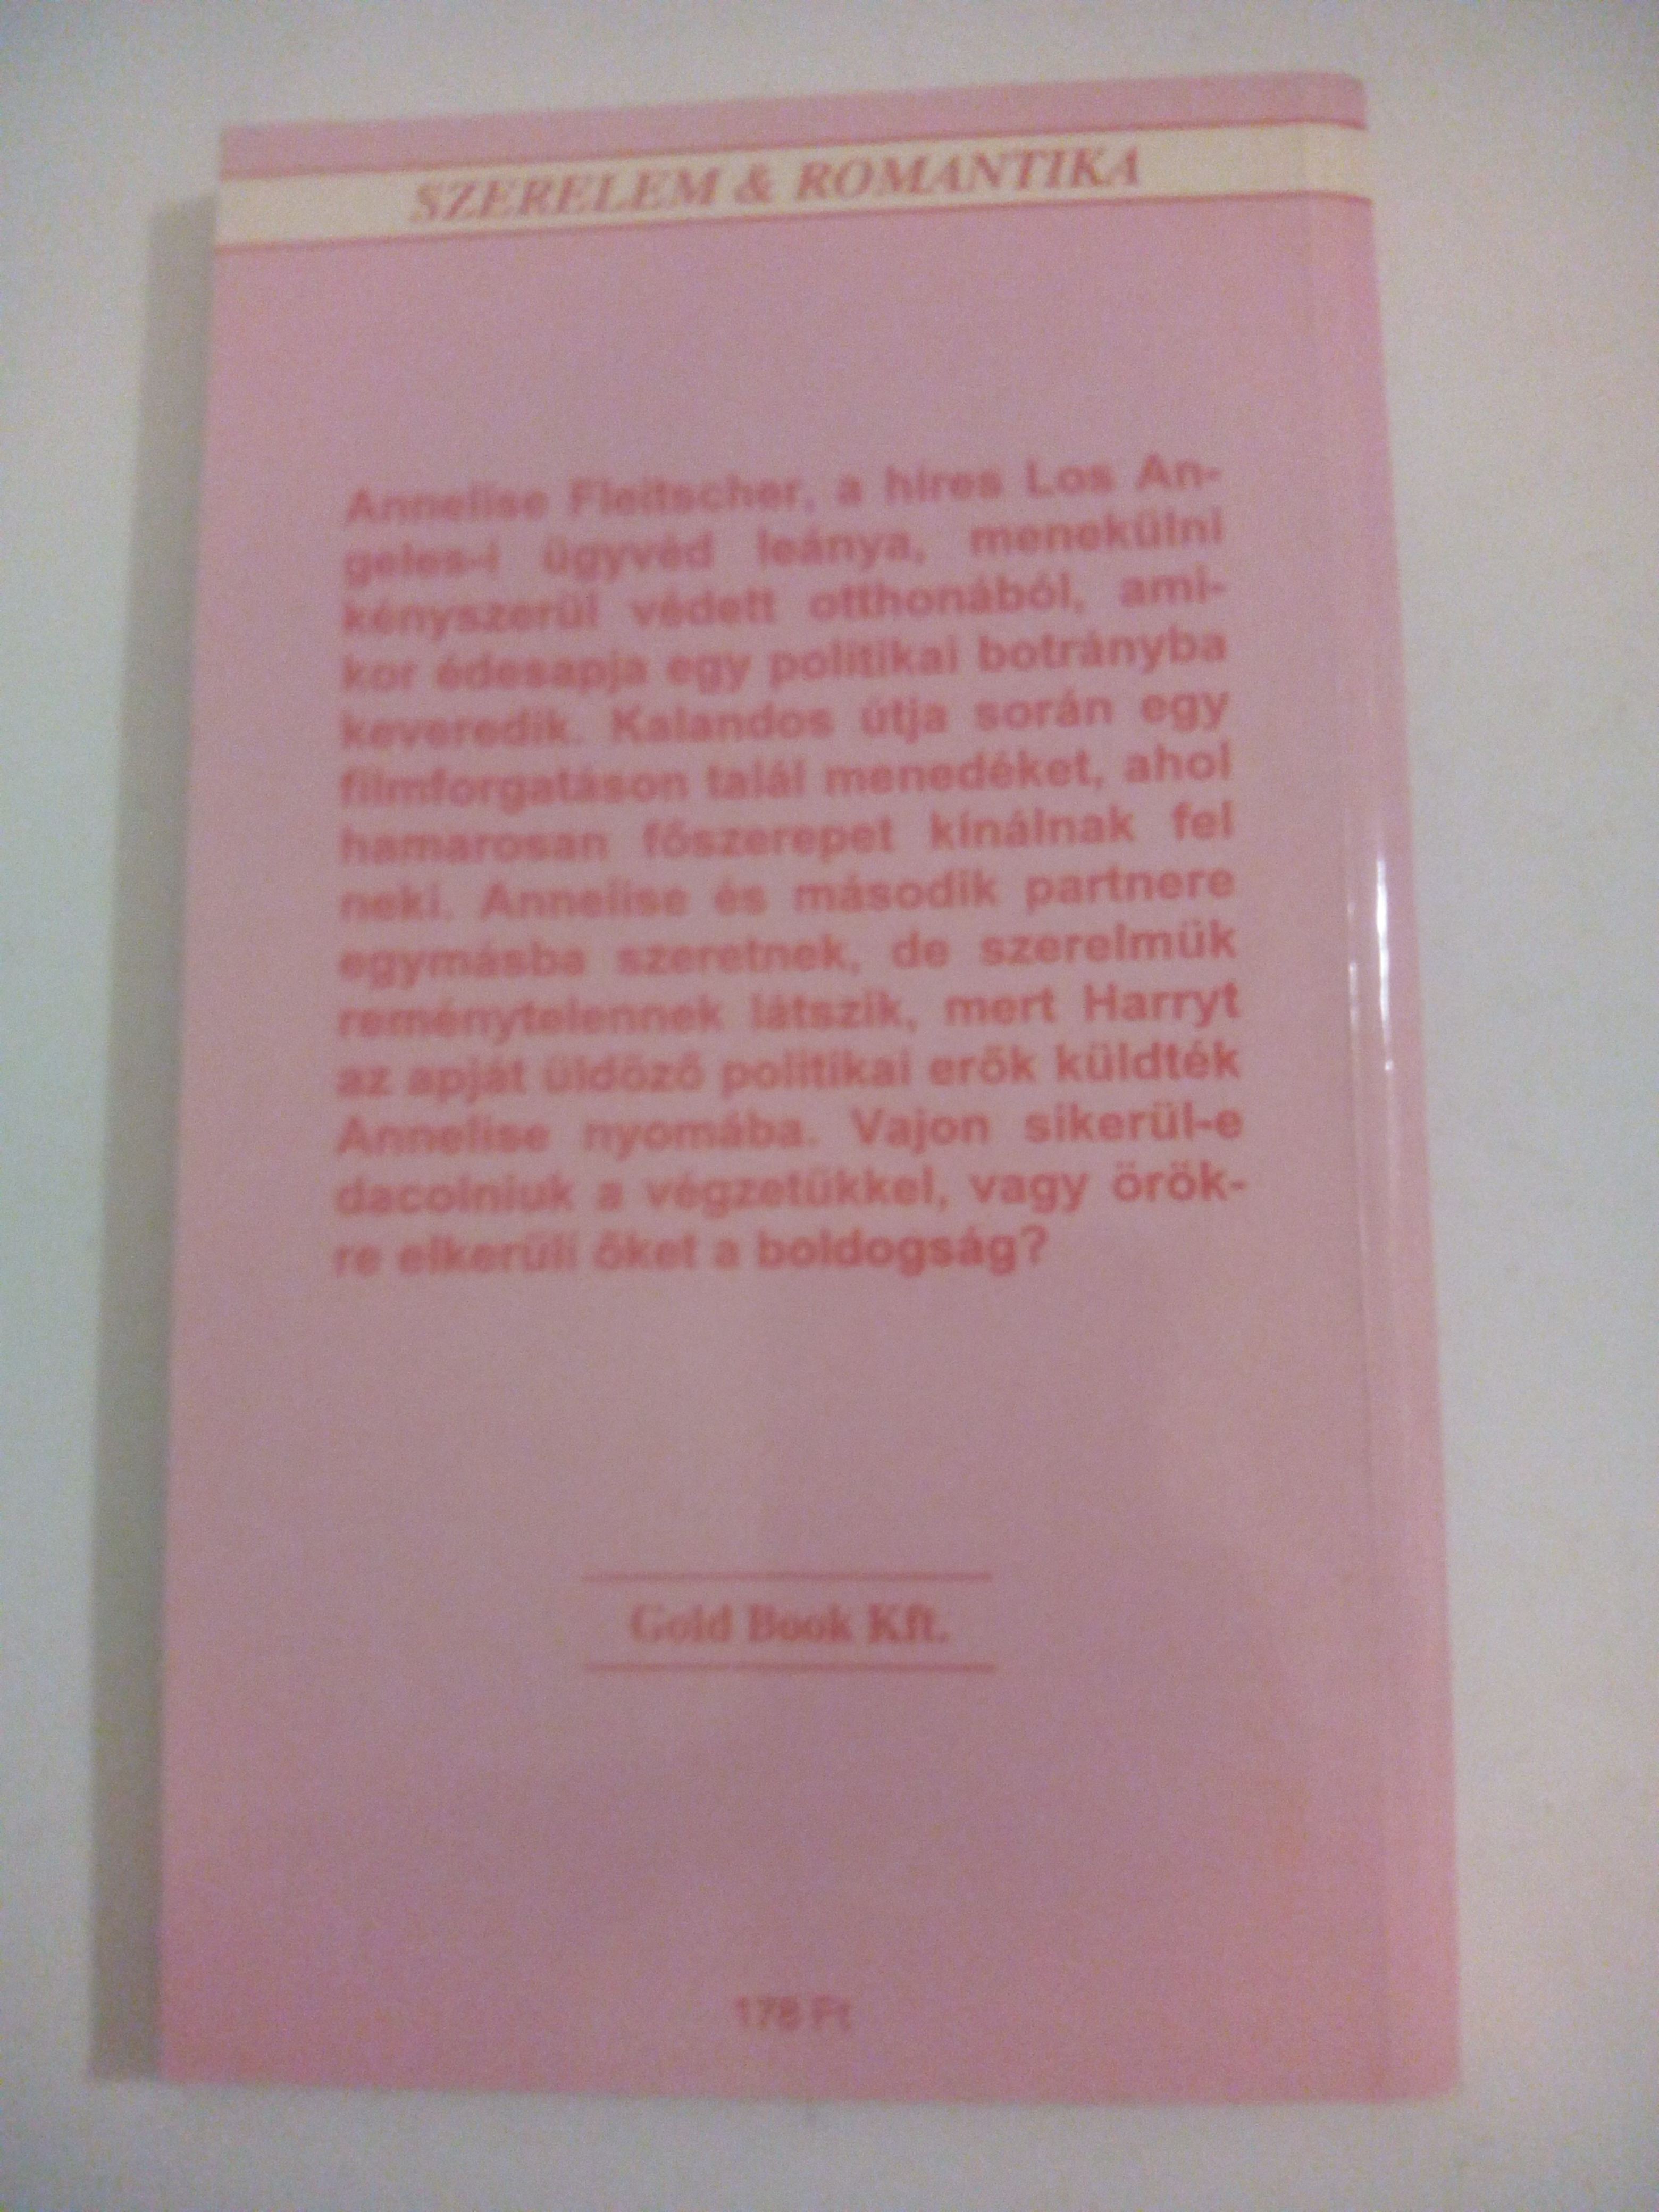 SZERELEM & ROMANTIKA
Annelise Fleitscher, a híres Los An-
geles-i ügyvéd leánya, menekülni
kényszerül védett otthonából, ami-
kor édesapja egy politikai botrányba
keveredik. Kalandos útja során egy
filmforgatáson talál menedéket, ahol
hamarosan főszerepet kínálnak fel
neki. Annelise és második partnere
egymásba szeretnek, de szerelmük
reménytelennek látszik, mert Harryt
az apját üldöző politikai erők küldték
Annelise nyomába. Vajon sikerül-e
dacolniuk a végzetükkel, vagy örök-
re elkerüli őket a boldogság?
Gold Book Kft.
178 Ft